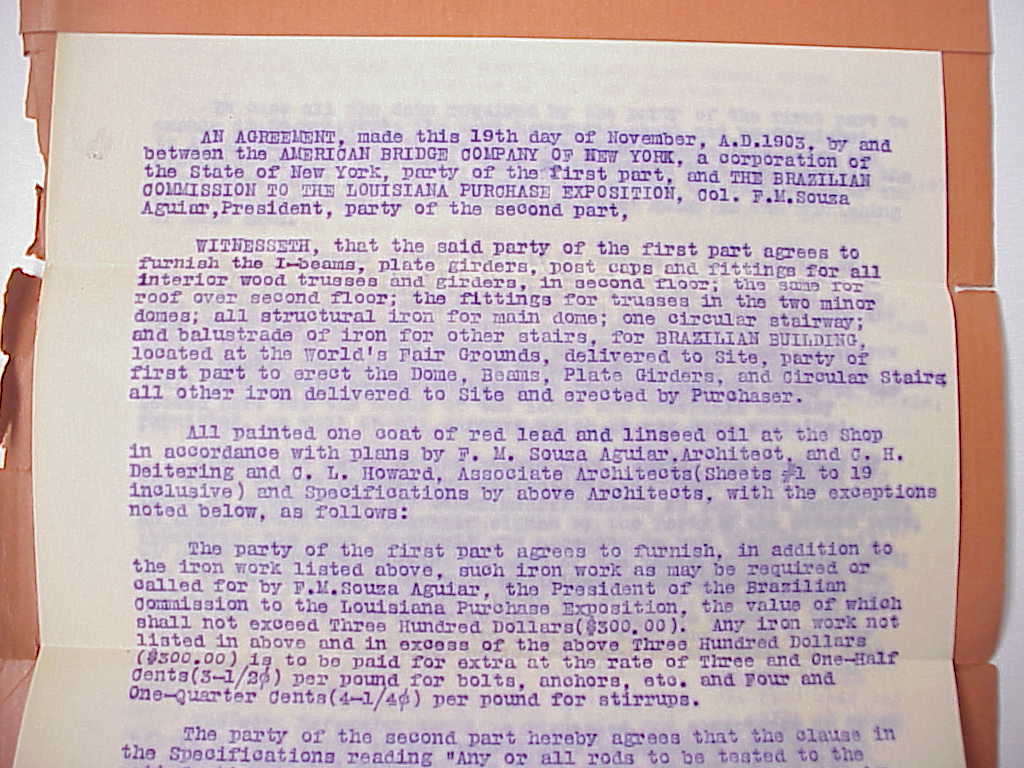 AN AGREEMENT, made this 19th day of November, A.D.1903, by and
between the AMERICAN BRIDGE COMPANY OF NEW YORK, a corporation of
the State of New York, party of the first part, and THE BRAZILIAN
COMMISSION TO THE LOUISIANA PURCHASE EXPOSITION, Col. F.M.Souza
Aguiar,President, party of the second part,
WITNESSETH, that the said party of the first part agrees to
furnish the I-beams, plate girders, post caps and fittings for all
interior wood trusses and girders, in second floor; the same for
roof over second floor; the fittings for trusses in the two minor
domes; all structural iron for main dome; one circular stairway;
and balustrade of iron for other stairs, for BRAZILIAN BUILDING,
located at the World's Fair Grounds, delivered to Site, party of
first part to erect the Dome, Beams, Plate Girders, and Circular Stairs
all other iron delivered to Site and erected by Purchaser.
All painted one coat of red lead and linseed oil at the Shop
in accordance with plans by F. M. Souza Aguiar,Architect, and C. H.
Deitering and C. L. Howard, Associate Architects(Sheets #1 to 19
inclusive) and Specifications by above Architects, with the exceptions
noted below, as follows:
The party of the first part agrees to furnish, in addition to
the iron work listed above, such iron work as may be required or
called for by F.M.Souza Aguiar, the President of the Brazilian
Commission to the Louisiana Purchase Exposition, the value of which
shall not exceed Three Hundred Dollars($300.00). Any iron work not
listed in above and in excess of the above Three Hundred Dollars
($300.00) is to be paid for extra at the rate of Three and One-Half
Cents(3-1/2¢) per pound for bolts, anchors, etc. and Four and
One-Quarter Cents(4-1/4¢) per pound for stirrups.
The party of the second part hereby agrees that the clause in
the Specifications reading "Any or all rods to be tested to the